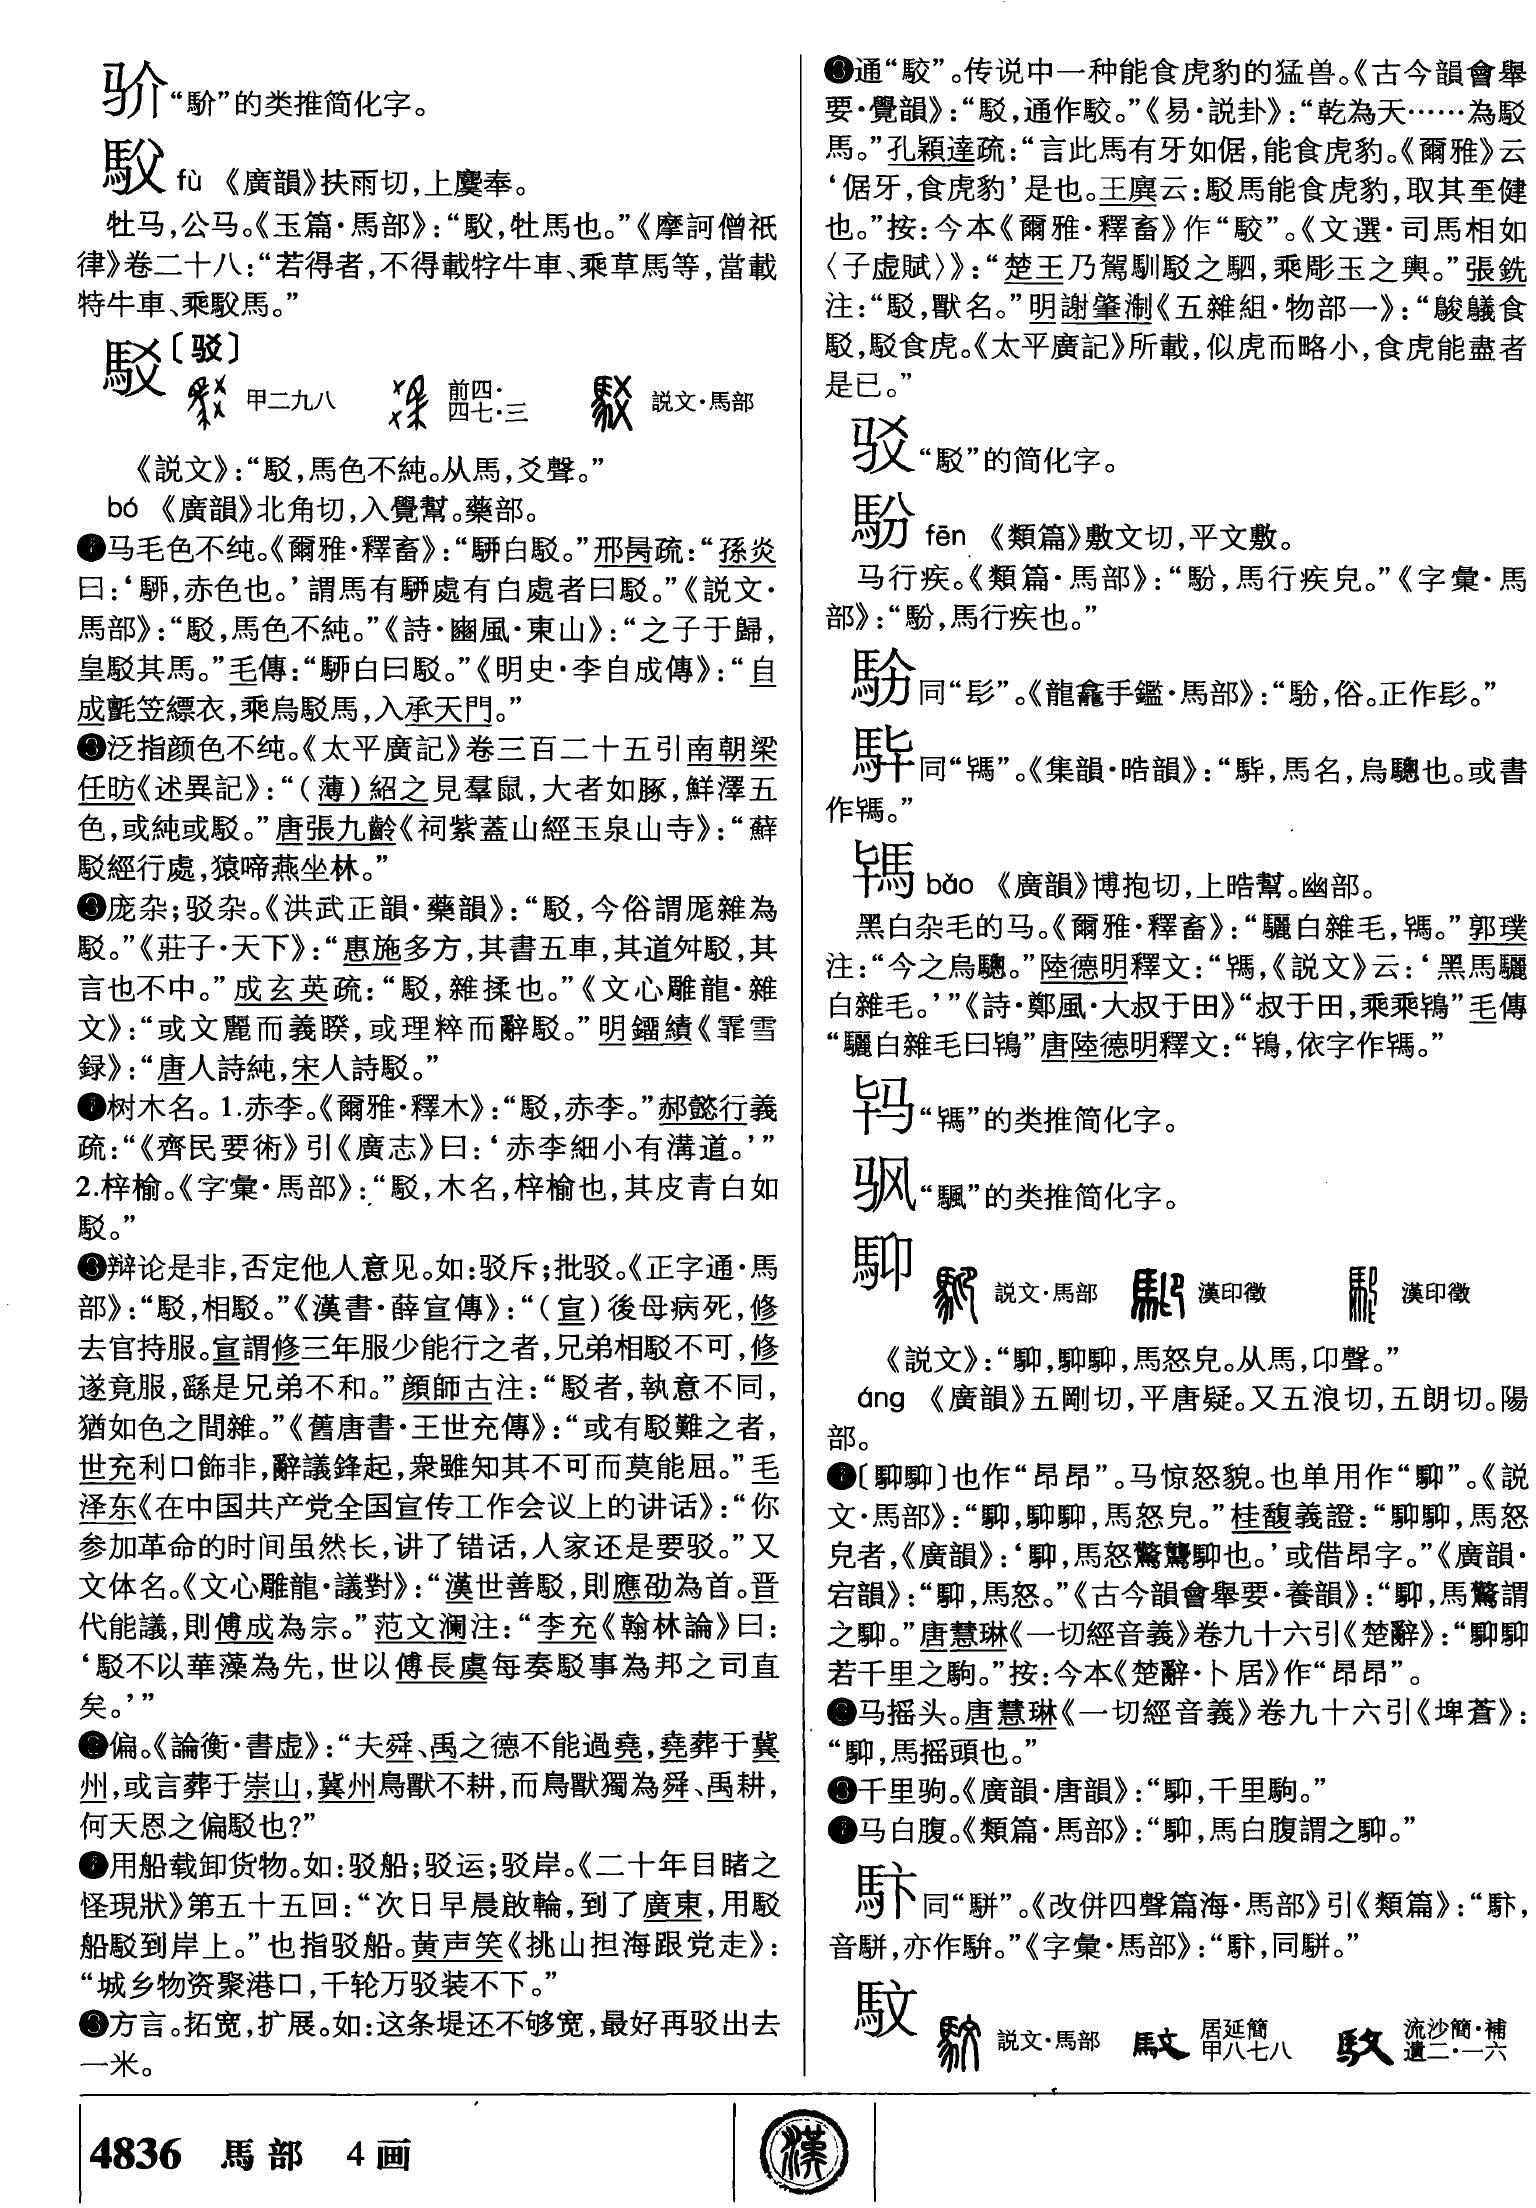 骱“馸”的类推简化字。
䭸 fù 《廣韻》扶雨切,上麌奉。
牡马,公马。《玉篇·馬部》:“䭸,牡馬也。”《摩訶僧祇
律》卷二十八:“若得者,不得載牸牛車、乘草馬等,當載
特牛車、乘䭸馬。”
駁〔驳〕
甲二九八 前四·四七·三 説文·馬部
《説文》:“駁,馬色不純。从馬,爻聲。”
bó 《廣韻》北角切,入覺幫。藥部。
❶马毛色不纯。《爾雅·釋畜》:“騂白駁。”邢昺疏:“孫炎
曰:‘騂,赤色也。’謂馬有騂處有白處者曰駁。”《説文·
馬部》:“駁,馬色不純。”《詩·豳風·東山》:“之子于歸,
皇駁其馬。”毛傳:“騂白曰駁。”《明史·李自成傳》:“自
成氈笠縹衣,乘烏駁馬,入承天門。”
❷泛指颜色不纯。《太平廣記》卷三百二十五引南朝梁
任昉《述異記》:“(薄)紹之見羣鼠,大者如豚,鮮澤五
色,或純或駁。”唐張九齡《祠紫蓋山經玉泉山寺》:“蘚
駁經行處,猿啼燕坐林。”
❸庞杂;驳杂。《洪武正韻·藥韻》:“駁,今俗謂厖雜為
駁。”《莊子·天下》:“惠施多方,其書五車,其道舛駁,其
言也不中。”成玄英疏:“駁,雜揉也。”《文心雕龍·雜
文》:“或文麗而義睽,或理粹而辭駁。”明鎦績《霏雪
録》:“唐人詩純,宋人詩駁。”
❹树木名。1.赤李。《爾雅·釋木》:“駁,赤李。”郝懿行義
疏:“《齊民要術》引《廣志》曰:‘赤李細小有溝道。’”
2.梓榆。《字彙·馬部》:“駁,木名,梓榆也,其皮青白如
駁。”
❺辩论是非,否定他人意见。如:驳斥;批驳。《正字通·馬
部》:“駁,相駁。”《漢書·薛宣傳》:“(宣)後母病死,修
去官持服。宣謂修三年服少能行之者,兄弟相駁不可,修
遂竟服,繇是兄弟不和。”顔師古注:“駁者,執意不同,
猶如色之間雜。”《舊唐書·王世充傳》:“或有駁難之者,
世充利口飾非,辭議鋒起,衆雖知其不可而莫能屈。”毛
泽东《在中国共产党全国宣传工作会议上的讲话》:“你
参加革命的时间虽然长,讲了错话,人家还是要驳。”又
文体名。《文心雕龍·議對》:“漢世善駁,則應劭為首。晋
代能議,則傅咸為宗。”范文澜注:“李充《翰林論》曰:
‘駁不以華藻為先,世以傅長虞每奏駁事為邦之司直
矣。’”
❻偏。《論衡·書虚》:“夫舜、禹之德不能過堯,堯葬于冀
州,或言葬于崇山,冀州鳥獸不耕,而鳥獸獨為舜、禹耕,
何天恩之偏駁也?”
❼用船载卸货物。如:驳船;驳运;驳岸。《二十年目睹之
怪現狀》第五十五回:“次日早晨啟輪,到了廣東,用駁
船駁到岸上。”也指驳船。黄声笑《挑山担海跟党走》:
“城乡物资聚港口,千轮万驳装不下。”
❽方言。拓宽,扩展。如:这条堤还不够宽,最好再驳出去
一米。
❾通“駮”。传说中一种能食虎豹的猛兽。《古今韻會舉
要·覺韻》:“駁,通作駮。”《易·説卦》:“乾為天……為駁
馬。”孔穎達疏:“言此馬有牙如倨,能食虎豹。《爾雅》云
‘倨牙,食虎豹’是也。王廙云:駁馬能食虎豹,取其至健
也。”按:今本《爾雅·釋畜》作“駮”。《文選·司馬相如
〈子虚賦〉》:“楚王乃駕馴駁之駟,乘彫玉之輿。”張銑
注:“駁,獸名。”明謝肇淛《五雜組·物部一》:“鵔鸃食
駁,駁食虎。《太平廣記》所載,似虎而略小,食虎能盡者
是已。”
驳“駁”的简化字。
馚 fēn 《類篇》敷文切,平文敷。
马行疾。《類篇·馬部》:“馚,馬行疾皃。”《字彙·馬
部》:“馚,馬行疾也。”
同“髟”。《龍龕手鑑·馬部》:“,俗。正作髟。”
同“䮀”。《集韻·晧韻》:“,馬名,烏驄也。或書
作䮀。”
bǎo 《廣韻》博抱切,上晧幫。幽部。
黑白杂毛的马。《爾雅·釋畜》:“驪白雜毛,。”郭璞
注:“今之烏驄。”陸德明釋文:“,《説文》云:‘黑馬驪
白雜毛。’”《詩·鄭風·大叔于田》“叔于田,乘乘鴇”毛傳
“驪白雜毛曰鴇”唐陸德明釋文:“鴇,依字作。”
“”的类推简化字。
“颿”的类推简化字。
䭹 説文·馬部 漢印徵 漢印徵
《説文》:“䭹,䭹䭹,馬怒皃。从馬,卬聲。”
áng 《廣韻》五剛切,平唐疑。又五浪切,五朗切。陽
部。
❶〔䭹䭹〕也作“昂昂”。马惊怒貌。也单用作“䭹”。《説
文·馬部》:“䭹,䭹䭹,馬怒皃。”桂馥義證:“䭹䭹,馬怒
皃者,《廣韻》:‘䭹,馬怒驚䭹也。’或借昂字。”《廣韻·
宕韻》:“䭹,馬怒。”《古今韻會舉要·養韻》:“䭹,馬驚謂
之䭹。”唐慧琳《一切經音義》卷九十六引《楚辭》:“䭹䭹
若千里之駒。”按:今本《楚辭·卜居》作“昂昂”。
❷马摇头。唐慧琳《一切經音義》卷九十六引《埤蒼》:
“䭹,馬摇頭也。”
❸千里驹。《廣韻·唐韻》:“䭹,千里駒。”
❹马白腹。《類篇·馬部》:“䭹,馬白腹謂之䭹。”
同“駢”。《改併四聲篇海·馬部》引《類篇》:“,
音駢,亦作骿。”《字彙·馬部》:“,同駢。”
馼 説文·馬部 居延簡甲八七八 流沙簡·補遺二·一六
4836 馬部 4画
漢